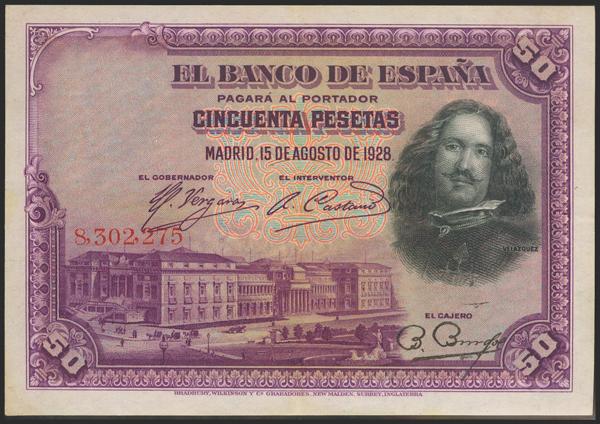 50
EL BANCO DE ESPAÑA
PAGARÁ AL PORTADOR
CINCUENTA PESETAS
MADRID, 15 DE AGOSTO DE 1928
EL GOBERNADOR
EL INTERVENTOR
8,302,275
VELAZQUEZ
EL CAJERO
50
50
BRADBURY, WILKINSON Y Cª GRABADORES, NEW MALDEN, SURREY, INGLATERRA